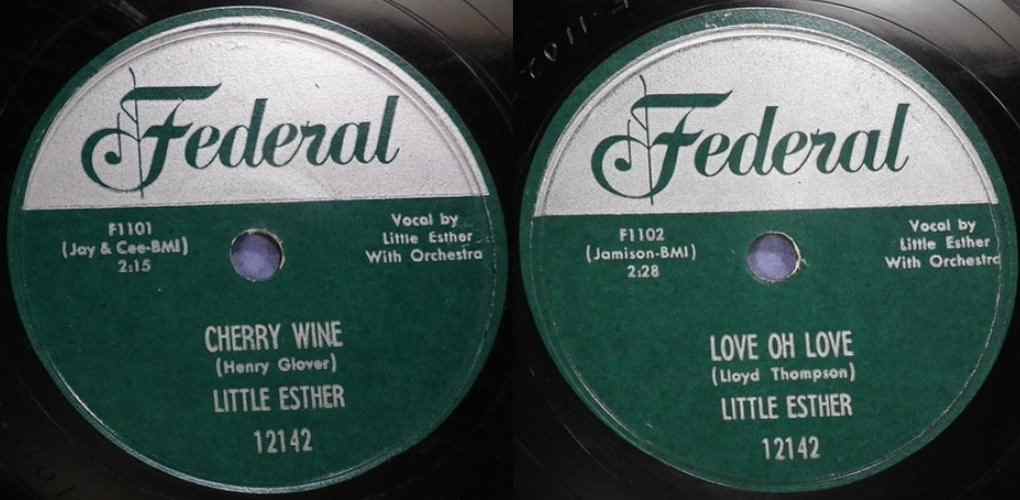 Federal
F1101
(Jay & Cee-BMI)
2:15
Vocal by
Little Esther
With Orchestra
CHERRY WINE
(Henry Glover)
LITTLE ESTHER
12142
Federal
F1102
(Jamison-BMI)
2:28
Vocal by
Little Esther
With Orchestra
LOVE OH LOVE
(Lloyd Thompson)
LITTLE ESTHER
12142